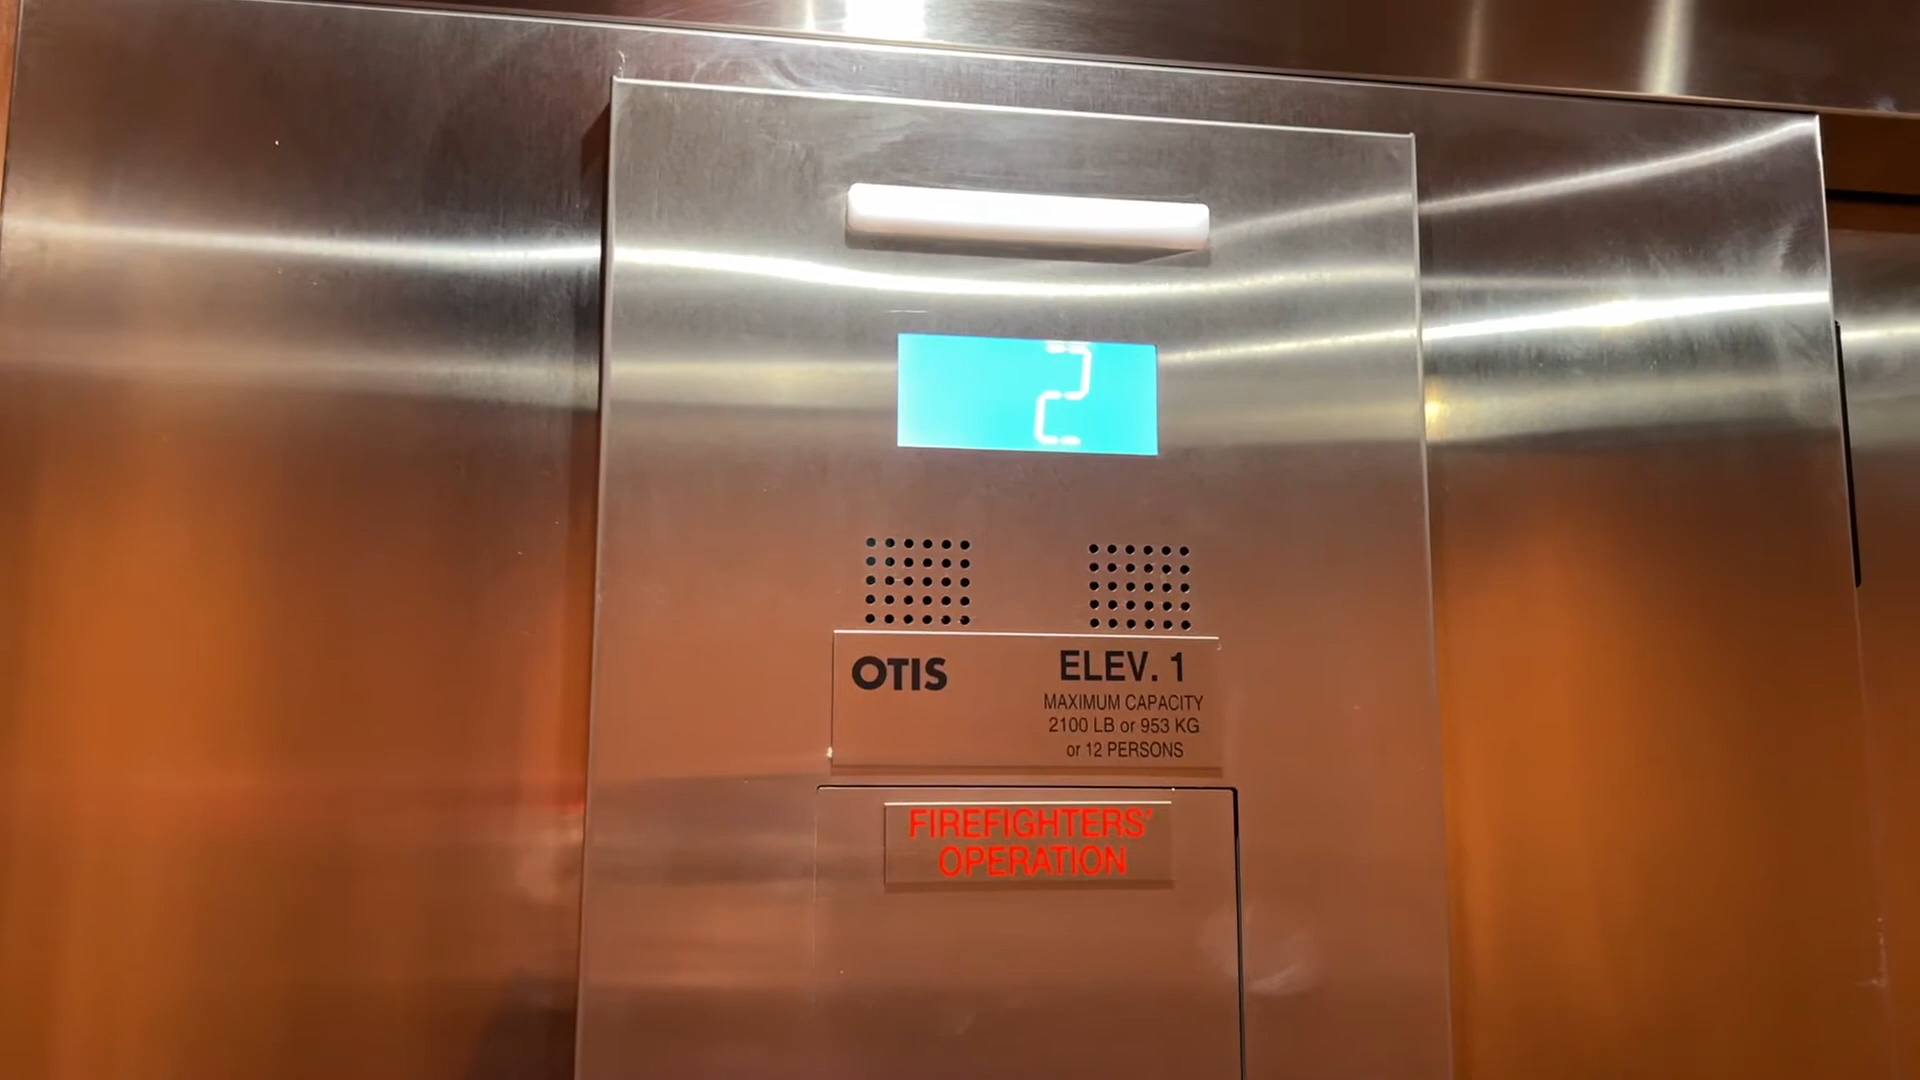 2
OTIS
ELEV. 1
MAXIMUM CAPACITY
2100 LB or 953 KG
or 12 PERSONS
FIREFIGHTERS'
OPERATION